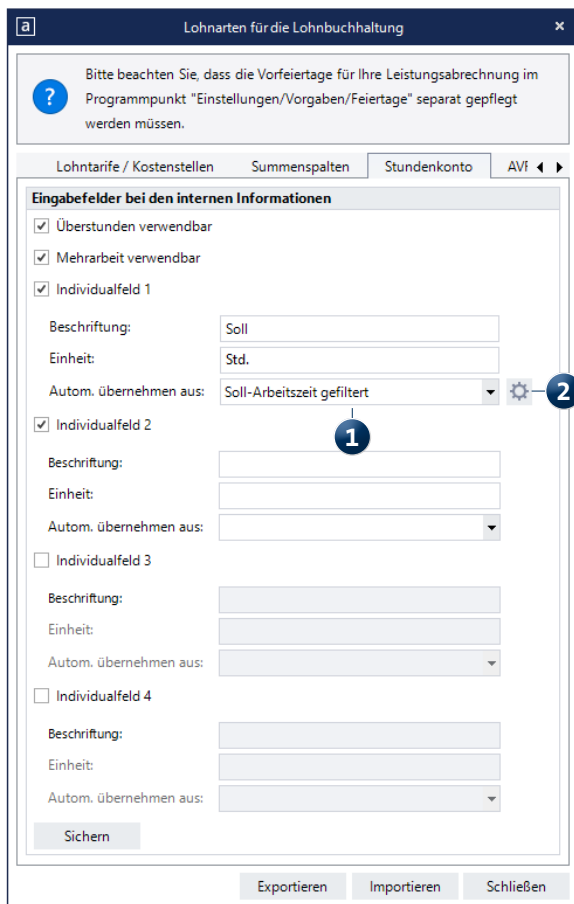 a
Lohnarten für die Lohnbuchhaltung
×
?
Bitte beachten Sie, dass die Vorfeiertage für Ihre Leistungsabrechnung im
Programmpunkt "Einstellungen/Vorgaben/Feiertage" separat gepflegt
werden müssen.
Lohntarife / Kostenstellen Summenspalten Stundenkonto AVF
Eingabefelder bei den internen Informationen
Überstunden verwendbar
Mehrarbeit verwendbar
Individualfeld 1
Beschriftung: Soll
Einheit: Std.
Autom. übernehmen aus: Soll-Arbeitszeit gefiltert 2
1
Individualfeld 2
Beschriftung:
Einheit:
Autom. übernehmen aus:
Individualfeld 3
Beschriftung:
Einheit:
Autom. übernehmen aus:
Individualfeld 4
Beschriftung:
Einheit:
Autom. übernehmen aus:
Sichern
Exportieren Importieren Schließen